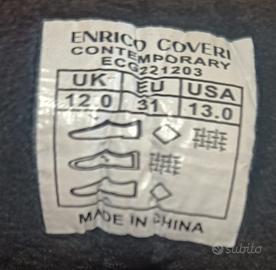 ENRICO COVERI
CONTEMPORARY
ECG221203
UK EU USA
12.0 31 13.0
MADE IN CHINA
subito